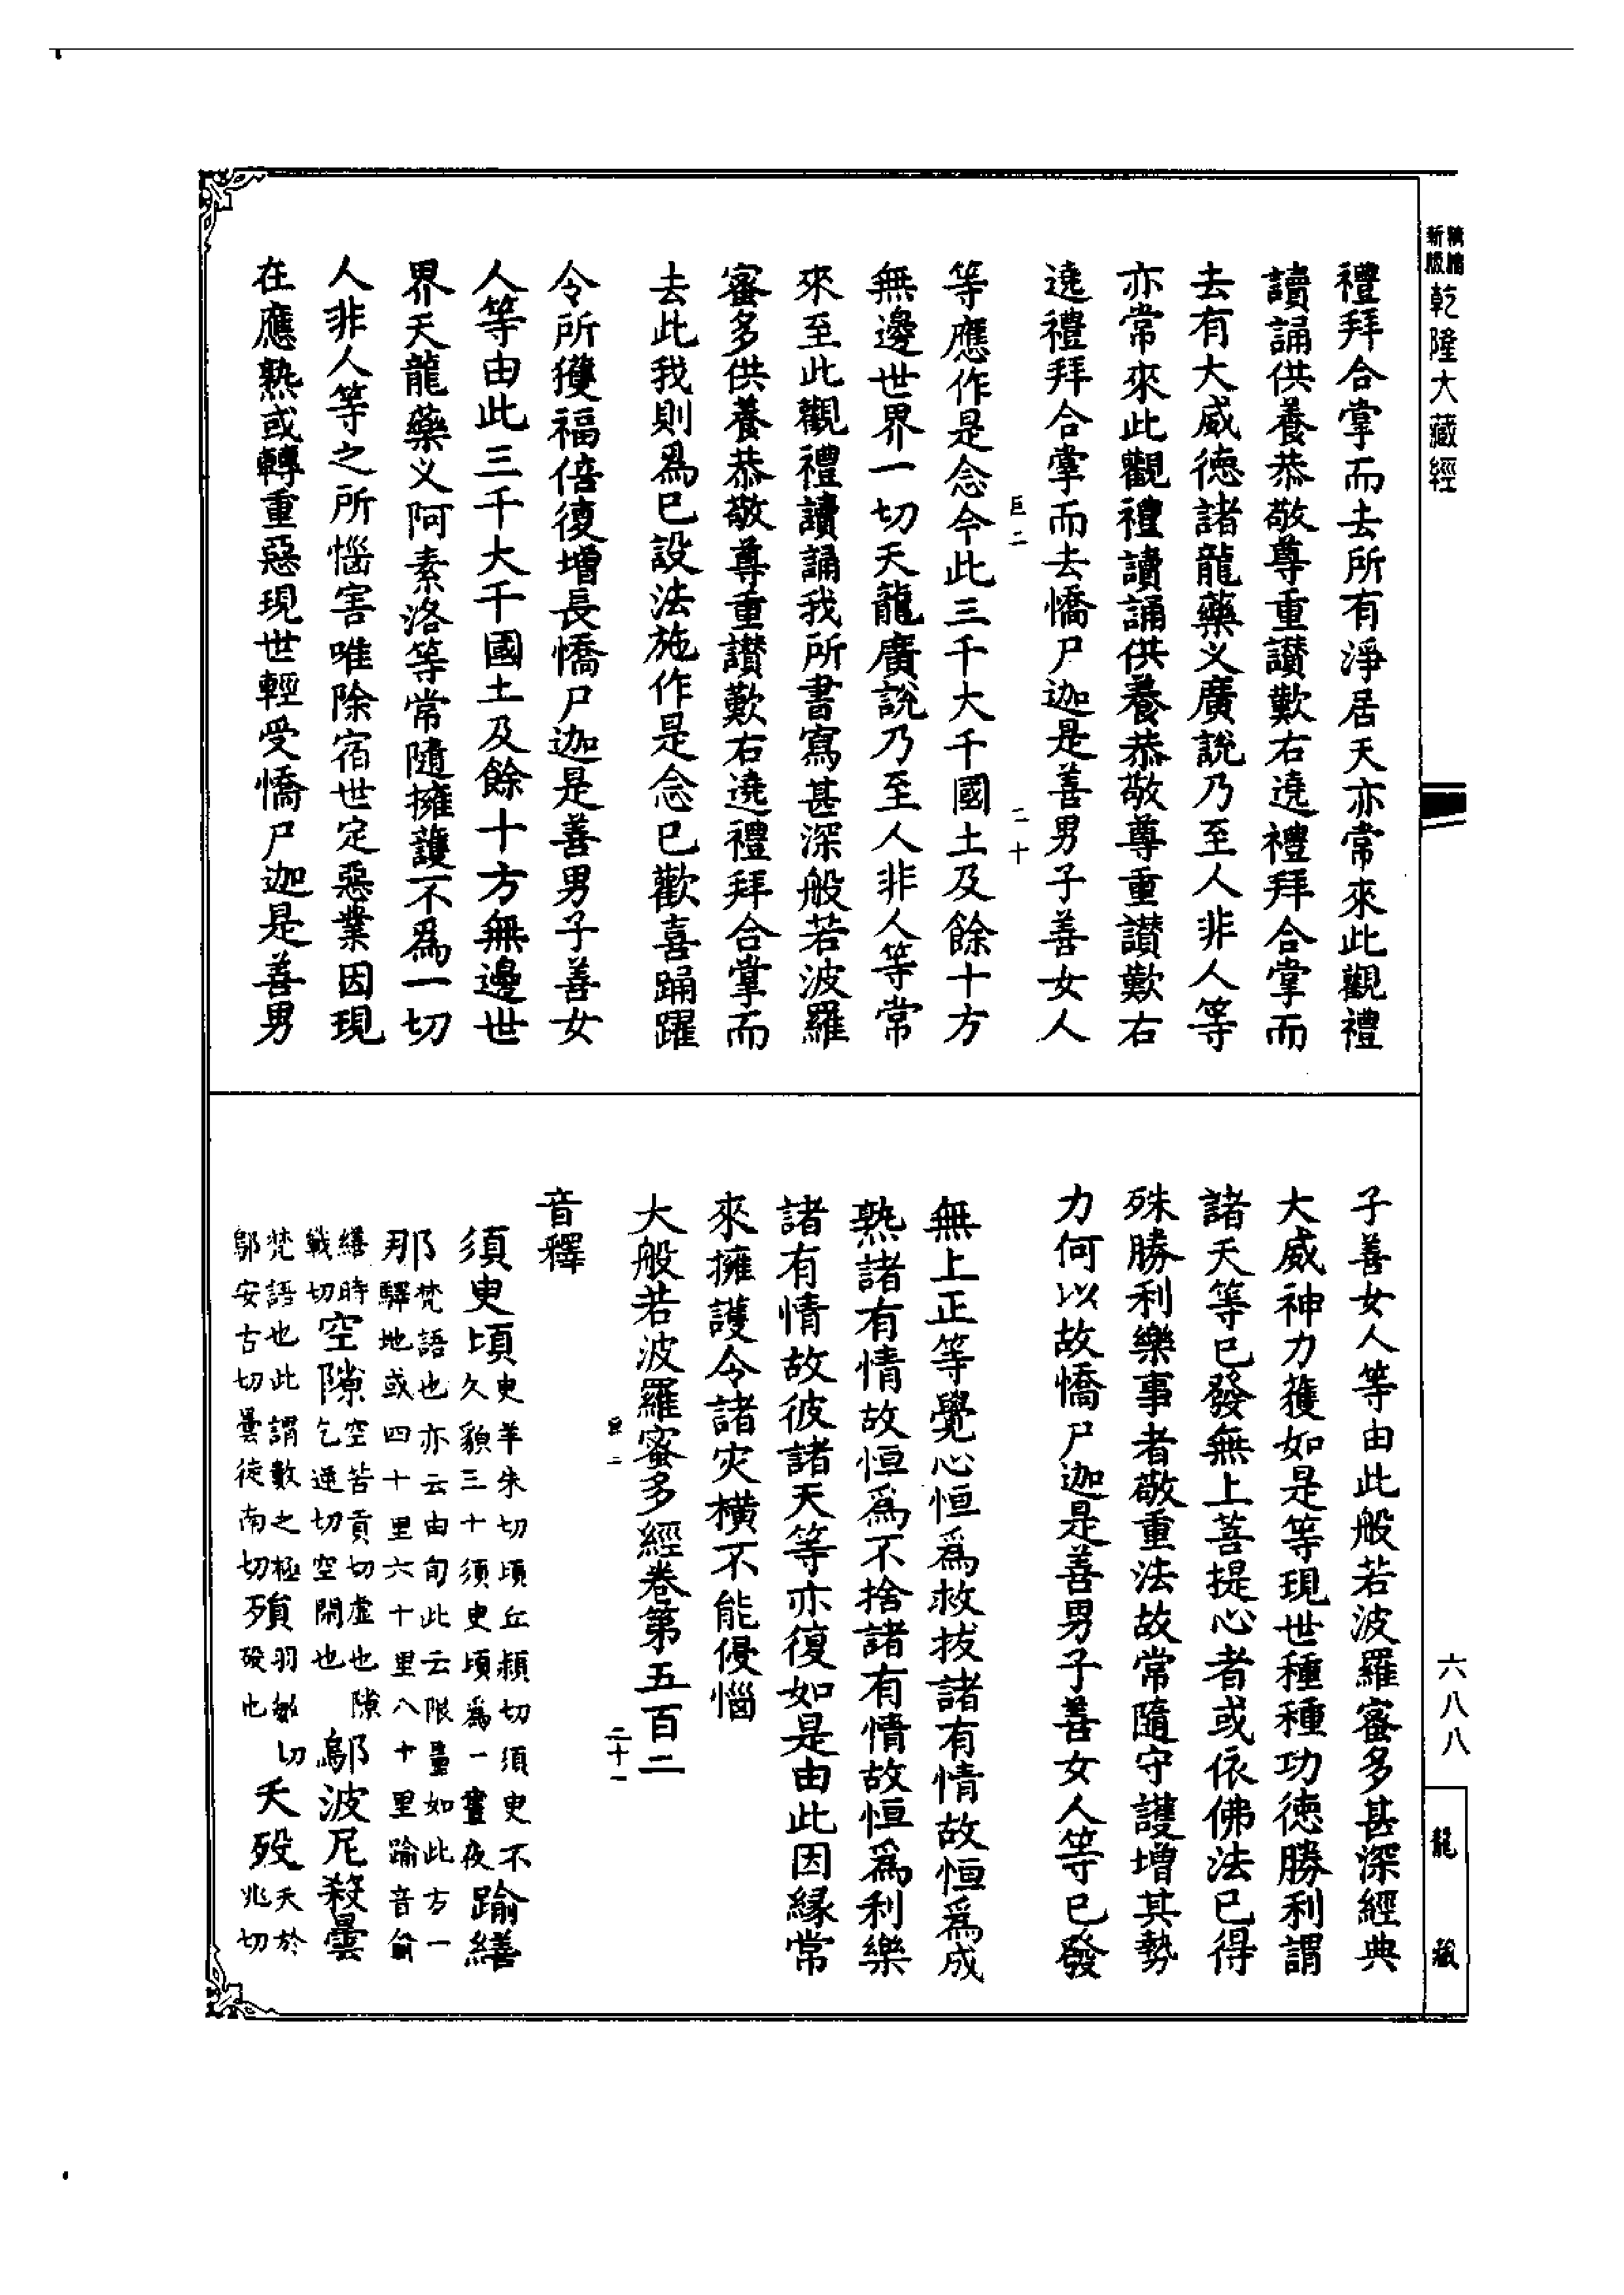 乾隆大藏經
禮拜合掌而去所有淨居天亦常來此觀禮
讀誦供養恭敬尊重讚歎右遶禮拜合掌而
去有大威德諸龍藥叉廣說乃至人非人等
亦常來此觀禮讀誦供養恭敬尊重讚歎右
遶禮拜合掌而去憍尸迦是善男子善女人
巨二
二十
等應作是念今此三千大千國土及餘十方
無邊世界一切天龍廣說乃至人非人等常
來至此觀禮讀誦我所書寫甚深般若波羅
蜜多供養恭敬尊重讚歎右遶禮拜合掌而
去此我則爲已設法施作是念已歡喜踊躍
令所獲福倍復增長憍尸迦是善男子善女
人等由此三千大千國土及餘十方無邊世
界天龍藥叉阿素洛等常隨擁護不爲一切
人非人等之所惱害唯除宿世定惡業因現
在應熟或轉重惡現世輕受憍尸迦是善男
子善女人等由此般若波羅蜜多甚深經典
大威神力獲如是等現世種種功德勝利謂
諸天等已發無上菩提心者或依佛法已得
殊勝利樂事者敬重法故常隨守護增其勢
力何以故憍尸迦是善男子善女人等已發
無上正等覺心恒爲救拔諸有情故恒爲成
熟諸有情故恒爲不捨諸有情故恒爲利樂
諸有情故彼諸天等亦復如是由此因緣常
來擁護令諸灾橫不能侵惱
大般若波羅蜜多經卷第五百二
二十一
音釋
須臾頃臾羊朱切頃丘頴切須臾不久貌三十須臾頃爲一晝夜踰繕
那梵語也亦云由旬此云限量如此方一驛地或四十里六十里八十里踰音俞
繕時戰切空隙空苦貢切虛也隙乞逆切空閒也鄔波尼殺曇
梵語也此謂數之極鄔安古切曇徒南切殞羽敏切歿也夭歿夭於兆切
六八八
龍藏